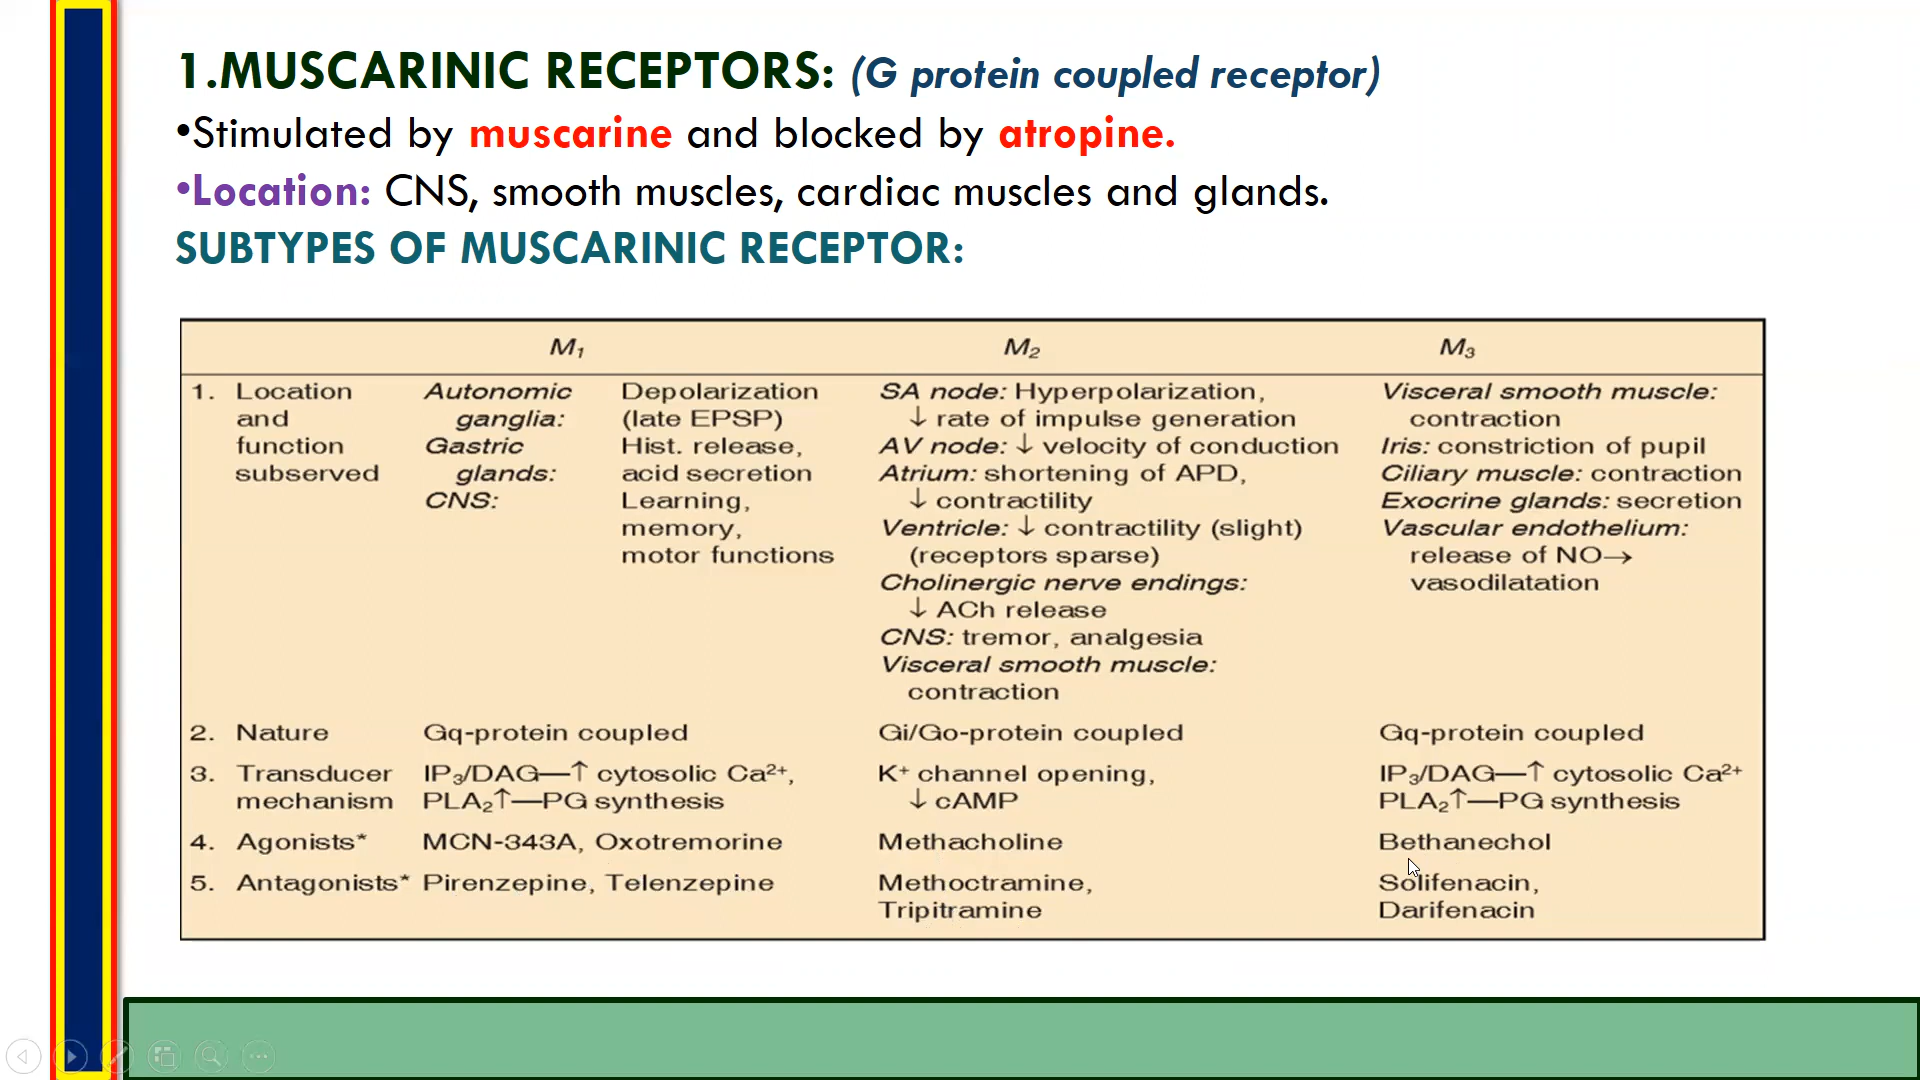 1.MUSCARINIC RECEPTORS: (G protein coupled receptor)
•Stimulated by muscarine and blocked by atropine.
•Location: CNS, smooth muscles, cardiac muscles and glands.
SUBTYPES OF MUSCARINIC RECEPTOR:
M₁ M₂ M₃
1. Location and function subserved
Autonomic ganglia: Depolarization (late EPSP)
Gastric glands: Hist. release, acid secretion
CNS: Learning, memory, motor functions
SA node: Hyperpolarization,
↓ rate of impulse generation
AV node: ↓ velocity of conduction
Atrium: shortening of APD,
↓ contractility
Ventricle: ↓ contractility (slight)
(receptors sparse)
Cholinergic nerve endings:
↓ ACh release
CNS: tremor, analgesia
Visceral smooth muscle:
contraction
Visceral smooth muscle:
contraction
Iris: constriction of pupil
Ciliary muscle: contraction
Exocrine glands: secretion
Vascular endothelium:
release of NO→
vasodilatation
2. Nature Gq-protein coupled Gi/Go-protein coupled Gq-protein coupled
3. Transducer mechanism
IP₃/DAG—↑ cytosolic Ca²⁺,
PLA₂↑—PG synthesis
K⁺ channel opening,
↓ cAMP
IP₃/DAG—↑ cytosolic Ca²⁺
PLA₂↑—PG synthesis
4. Agonists* MCN-343A, Oxotremorine Methacholine Bethanechol
5. Antagonists* Pirenzepine, Telenzepine
Methoctramine,
Tripitramine
Solifenacin,
Darifenacin